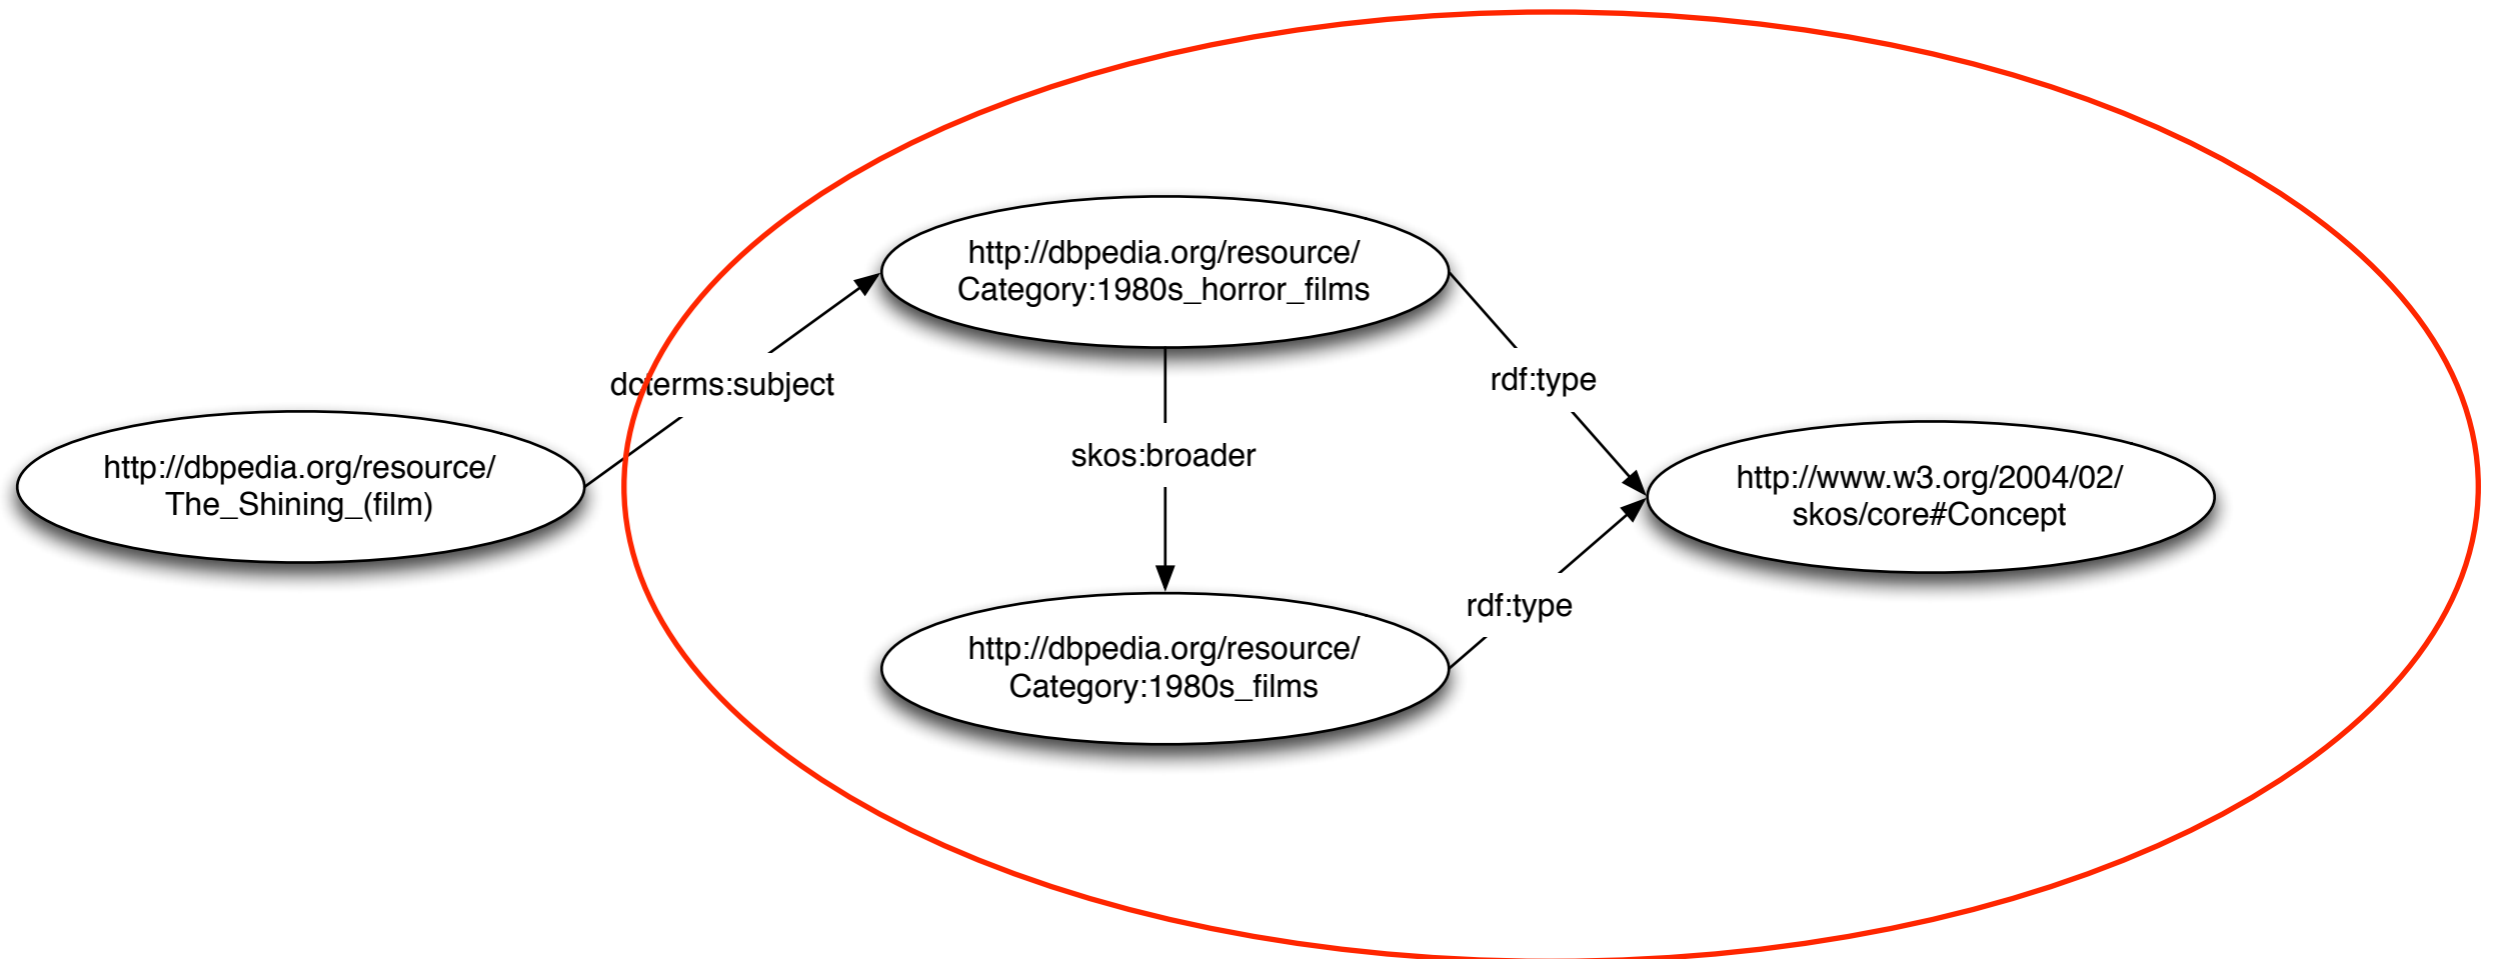 http://dbpedia.org/resource/
Category:1980s_horror_films
dcterms:subject
rdf:type
http://dbpedia.org/resource/
The_Shining_(film)
skos:broader
http://www.w3.org/2004/02/
skos/core#Concept
rdf:type
http://dbpedia.org/resource/
Category:1980s_films